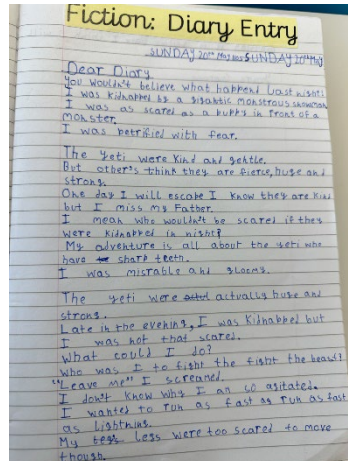 Fiction: Diary Entry
SUNDAY 20th May SUNDAY 20th May
Dear Diary
You wouldn't believe what happend last night!
I was kidnapped by a gigantic monstrous snowman
I was as scared as a puppy in front of a
monster.
I was petrified with fear.
The yeti were kind and gentle.
But other's think they are fierce, huge and
strong.
One day I will escape I know they are kind
but I miss my Father.
I mean who wouldn't be scared if they
were kidnapped in night?
My adventure is all about the yeti who
have sharp teeth.
I was misrable and gloomy.
The yeti were actually huge and
strong.
Late in the evening, I was kidnapped but
I was not that scared.
What could I do?
Who was I to fight the fight the beast?
"Leave me" I screamed.
I don't know why I am so agitated.
I wanted to run as fast as run as fast
as lightning.
My legs were too scared to move
though.